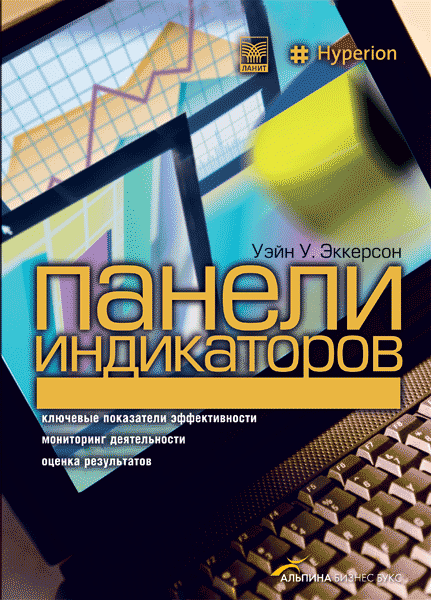 ЛАНИТ
# Hyperion
Уэйн У. Эккерсон
ПАНЕЛИ
ИНДИКАТОРОВ
ключевые показатели эффективности
мониторинг деятельности
оценка результатов
АЛЬПИНА БИЗНЕС БУКС